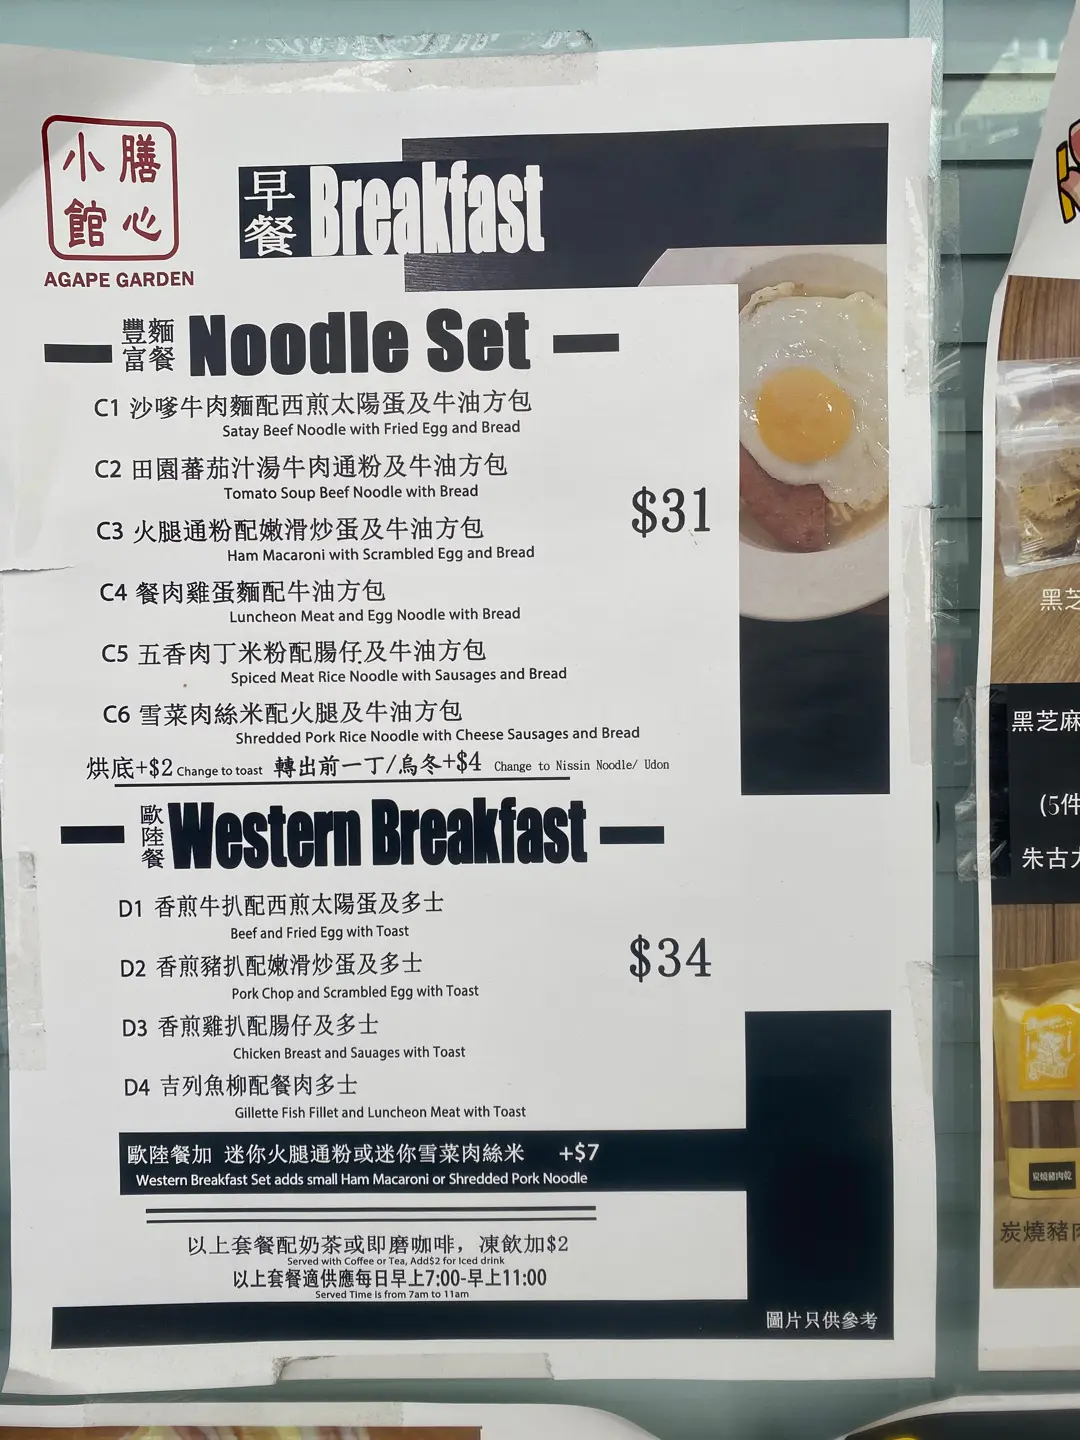 小膳
館心
AGAPE GARDEN
早餐 Breakfast
豐富麵餐 Noodle Set
C1 沙嗲牛肉麵配西煎太陽蛋及牛油方包
Satay Beef Noodle with Fried Egg and Bread
C2 田園蕃茄汁湯牛肉通粉及牛油方包
Tomato Soup Beef Noodle with Bread
$31
C3 火腿通粉配嫩滑炒蛋及牛油方包
Ham Macaroni with Scrambled Egg and Bread
C4 餐肉雞蛋麵配牛油方包
Luncheon Meat and Egg Noodle with Bread
C5 五香肉丁米粉配腸仔及牛油方包
Spiced Meat Rice Noodle with Sausages and Bread
C6 雪菜肉絲米配火腿及牛油方包
Shredded Pork Rice Noodle with Cheese Sausages and Bread
烘底+$2 Change to toast 轉出前一丁/烏冬+$4 Change to Nissin Noodle/ Udon
歐陸餐 Western Breakfast
D1 香煎牛扒配西煎太陽蛋及多士
Beef and Fried Egg with Toast
$34
D2 香煎豬扒配嫩滑炒蛋及多士
Pork Chop and Scrambled Egg with Toast
D3 香煎雞扒配腸仔及多士
Chicken Breast and Sauages with Toast
D4 吉列魚柳配餐肉多士
Gillette Fish Fillet and Luncheon Meat with Toast
歐陸餐加 迷你火腿通粉或迷你雪菜肉絲米 +$7
Western Breakfast Set adds small Ham Macaroni or Shredded Pork Noodle
以上套餐配奶茶或即磨咖啡，凍飲加$2
Served with Coffee or Tea, Add$2 for Iced drink
以上套餐適供應每日早上7:00-早上11:00
Served Time is from 7am to 11am
圖片只供參考
黑芝
黑芝麻
(5件
朱古
炭燒豬肉乾
炭燒豬